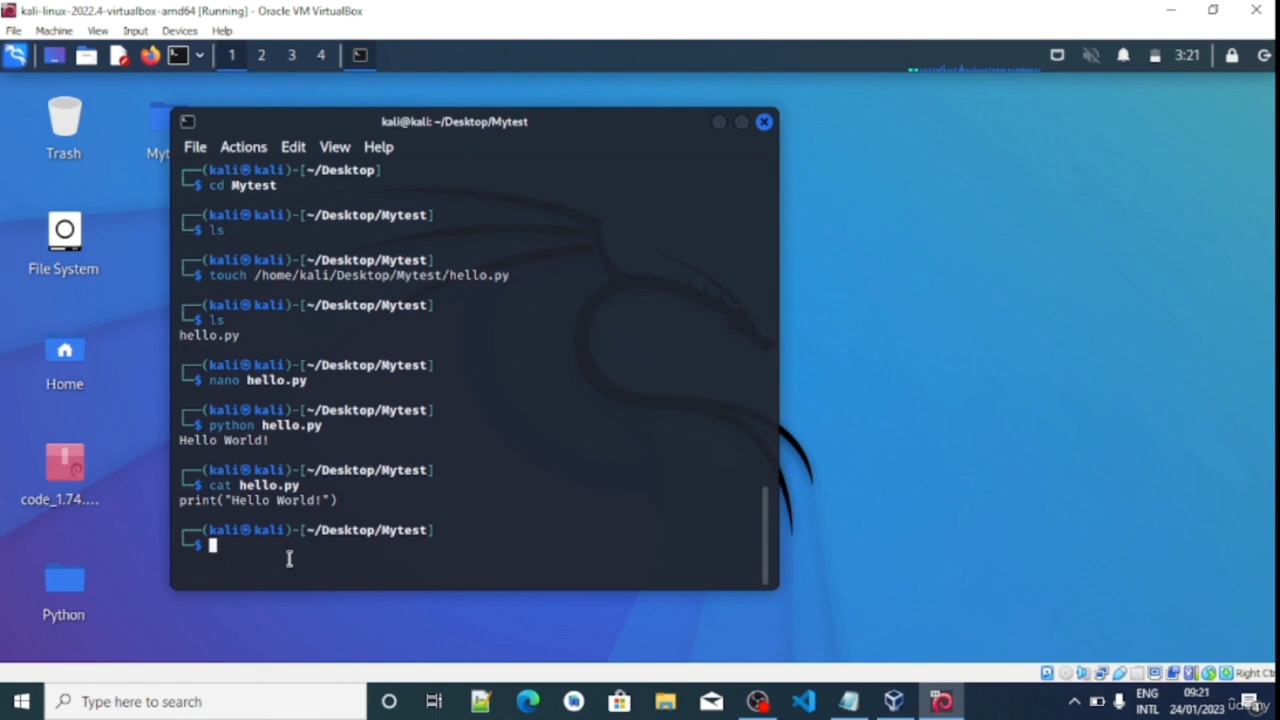 kali-linux-2022.4-virtualbox-amd64 [Running] - Oracle VM VirtualBox
File Machine View Input Devices Help
1 2 3 4 3:21
Trash
Myt
File System
Home
code_1.74....
Python
kali@kali: ~/Desktop/Mytest
File Actions Edit View Help
┌──(kali㉿kali)-[~/Desktop]
└─$ cd Mytest
┌──(kali㉿kali)-[~/Desktop/Mytest]
└─$ ls
┌──(kali㉿kali)-[~/Desktop/Mytest]
└─$ touch /home/kali/Desktop/Mytest/hello.py
┌──(kali㉿kali)-[~/Desktop/Mytest]
└─$ ls
hello.py
┌──(kali㉿kali)-[~/Desktop/Mytest]
└─$ nano hello.py
┌──(kali㉿kali)-[~/Desktop/Mytest]
└─$ python hello.py
Hello World!
┌──(kali㉿kali)-[~/Desktop/Mytest]
└─$ cat hello.py
print("Hello World!")
┌──(kali㉿kali)-[~/Desktop/Mytest]
└─$
Right Ct
Type here to search
ENG 09:21
INTL 24/01/2023
udemy